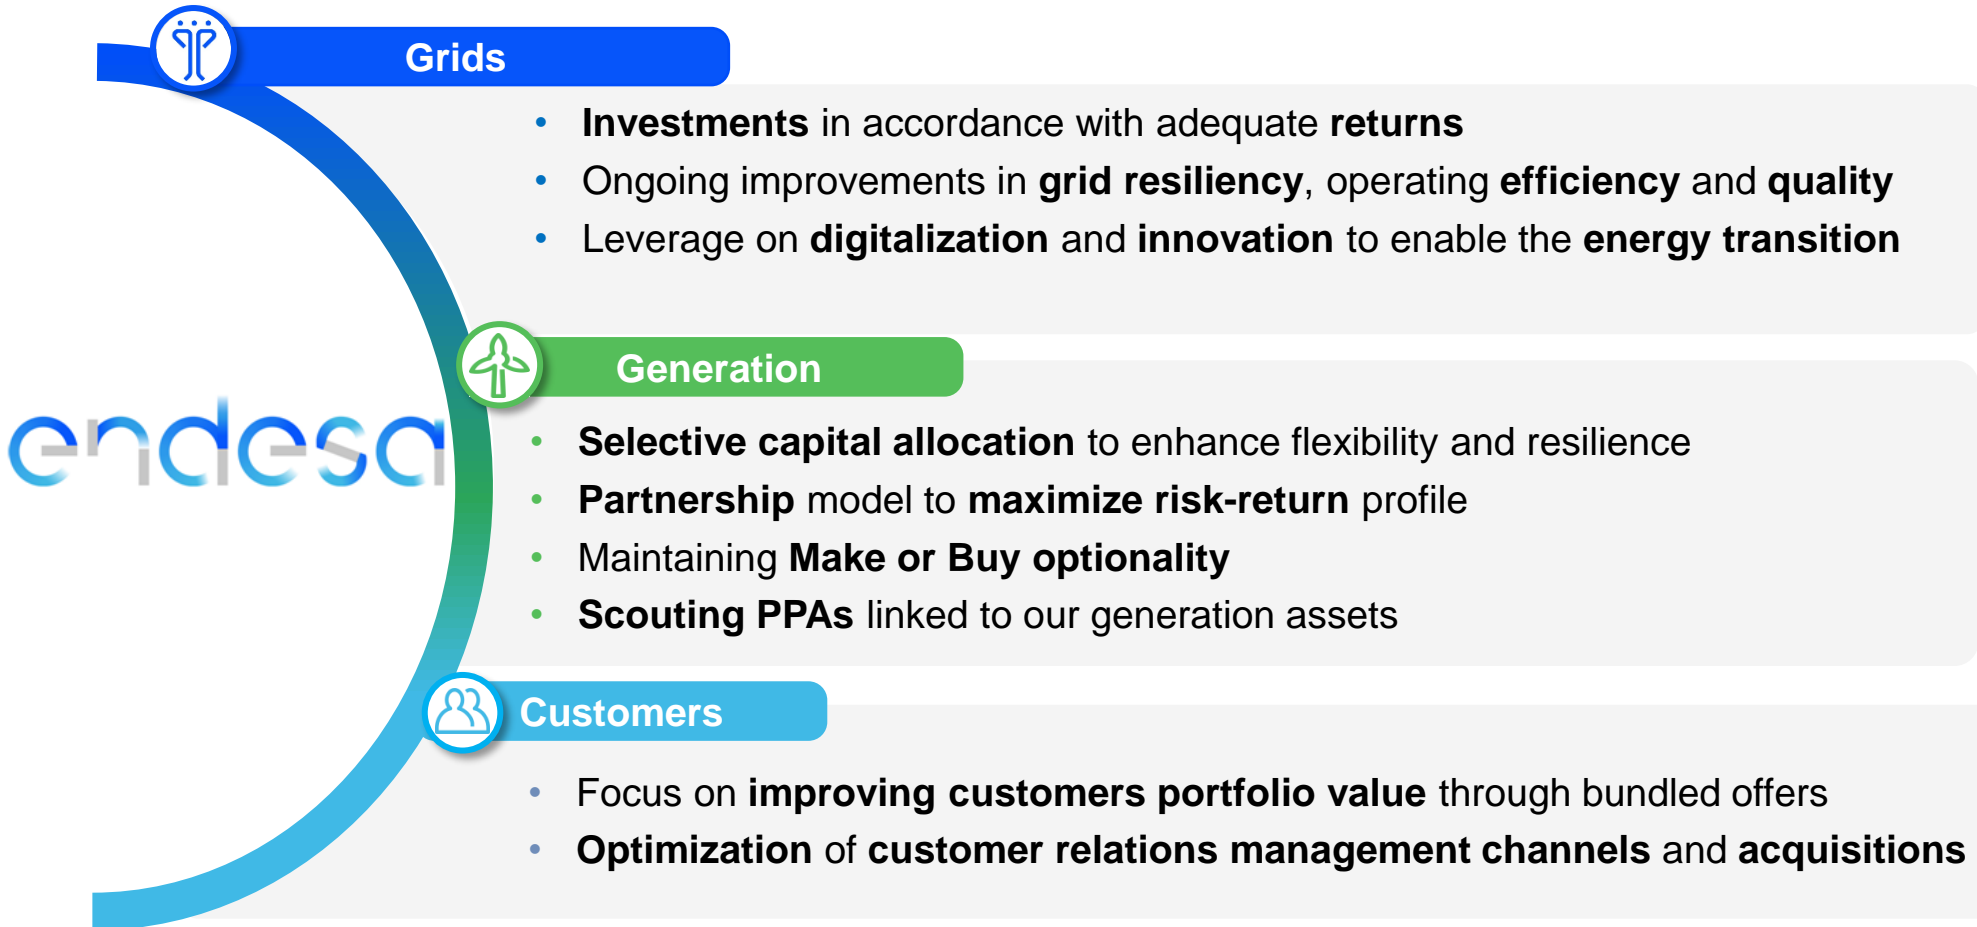 Grids
• Investments in accordance with adequate returns
• Ongoing improvements in grid resiliency, operating efficiency and quality
• Leverage on digitalization and innovation to enable the energy transition
Generation
endesa
• Selective capital allocation to enhance flexibility and resilience
• Partnership model to maximize risk-return profile
• Maintaining Make or Buy optionality
• Scouting PPAs linked to our generation assets
Customers
• Focus on improving customers portfolio value through bundled offers
• Optimization of customer relations management channels and acquisitions